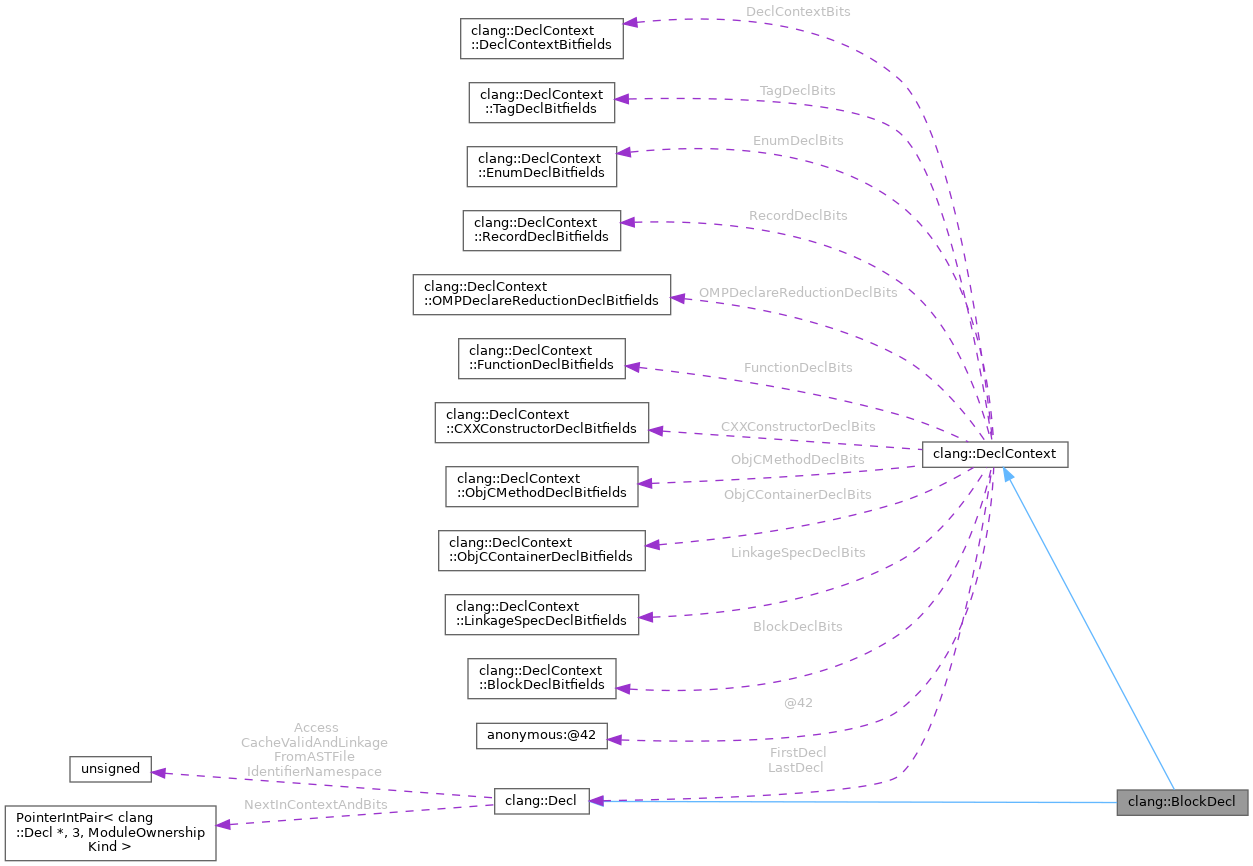 DeclContextBits
clang::DeclContext
::DeclContextBitfields
TagDeclBits
clang::DeclContext
::TagDeclBitfields
EnumDeclBits
clang::DeclContext
::EnumDeclBitfields
RecordDeclBits
clang::DeclContext
::RecordDeclBitfields
OMPDeclareReductionDeclBits
clang::DeclContext
::OMPDeclareReductionDeclBitfields
FunctionDeclBits
clang::DeclContext
::FunctionDeclBitfields
CXXConstructorDeclBits
clang::DeclContext
::CXXConstructorDeclBitfields
clang::DeclContext
ObjCMethodDeclBits
clang::DeclContext
::ObjCMethodDeclBitfields
ObjCContainerDeclBits
clang::DeclContext
::ObjCContainerDeclBitfields
LinkageSpecDeclBits
clang::DeclContext
::LinkageSpecDeclBitfields
BlockDeclBits
clang::DeclContext
::BlockDeclBitfields
@42
anonymous:@42
FirstDecl
LastDecl
Access
CacheValidAndLinkage
FromASTFile
IdentifierNamespace
unsigned
clang::Decl
clang::BlockDecl
NextInContextAndBits
PointerIntPair< clang
::Decl *, 3, ModuleOwnership
Kind >